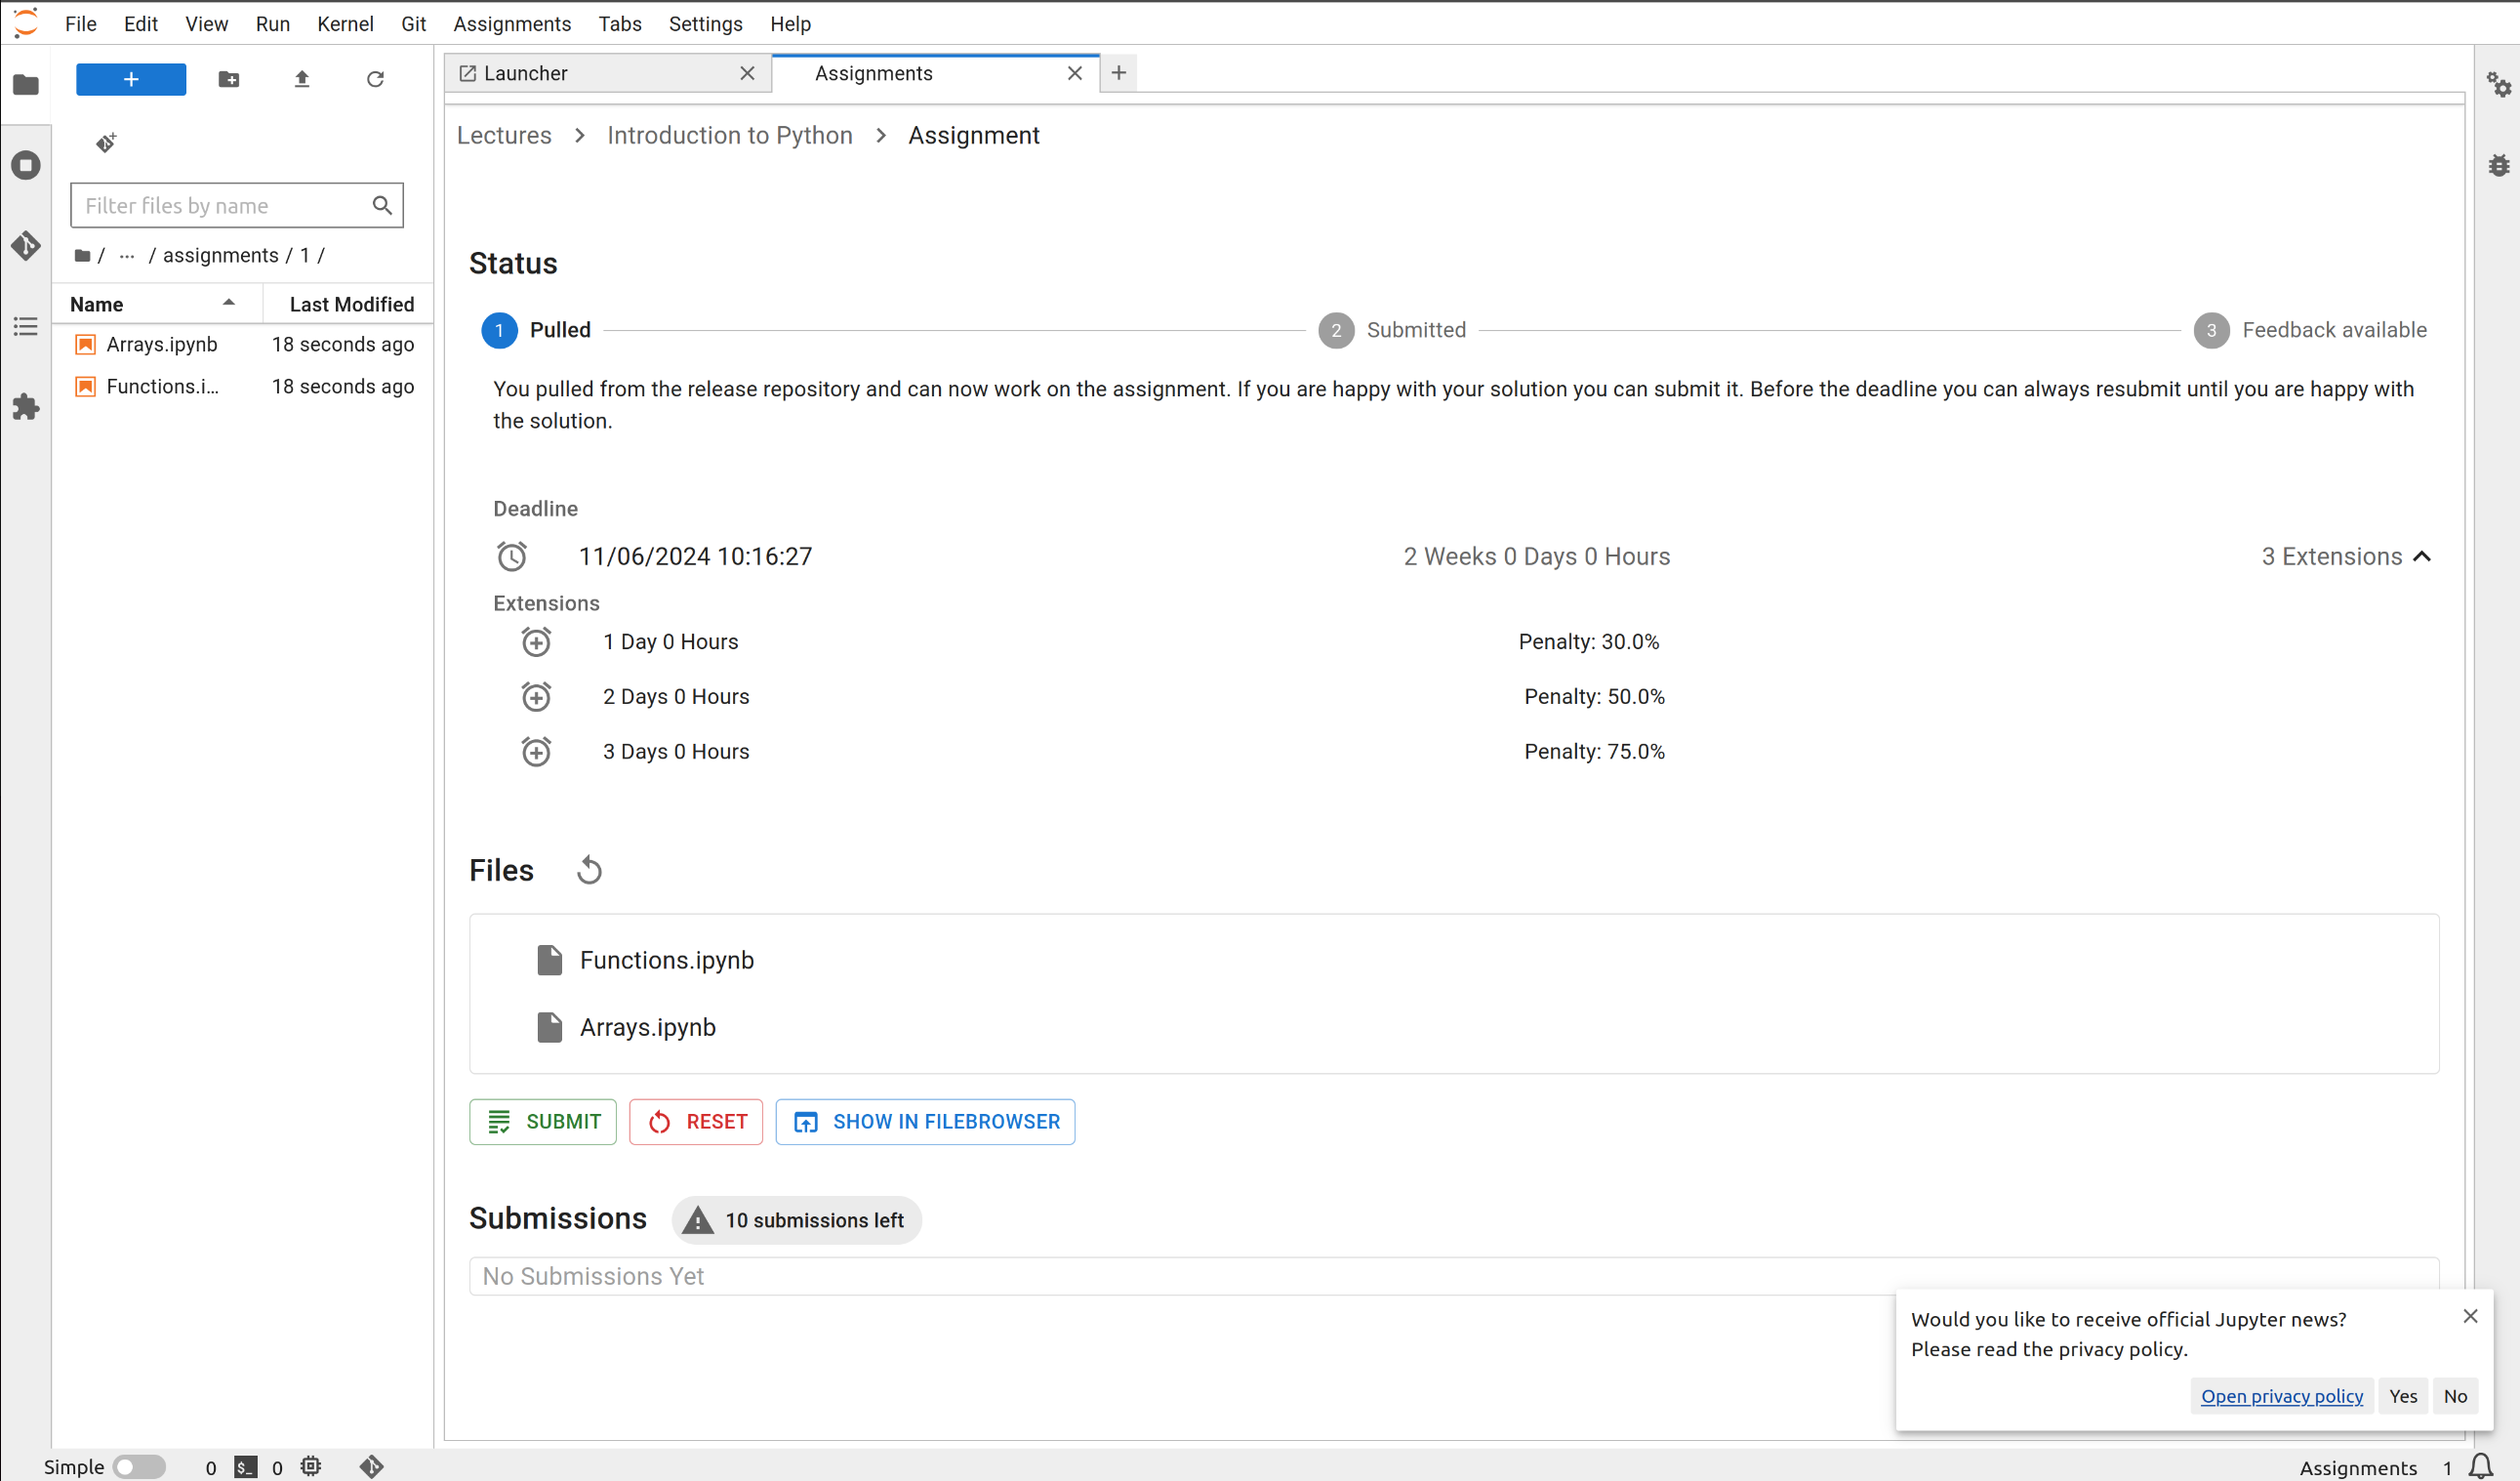 File Edit View Run Kernel Git Assignments Tabs Settings Help
+
Filter files by name
/ ... / assignments / 1 /
Name Last Modified
Arrays.ipynb 18 seconds ago
Functions.i... 18 seconds ago
Launcher Assignments +
Lectures > Introduction to Python > Assignment
Status
1 Pulled 2 Submitted 3 Feedback available
You pulled from the release repository and can now work on the assignment. If you are happy with your solution you can submit it. Before the deadline you can always resubmit until you are happy with
the solution.
Deadline
11/06/2024 10:16:27 2 Weeks 0 Days 0 Hours 3 Extensions
Extensions
1 Day 0 Hours Penalty: 30.0%
2 Days 0 Hours Penalty: 50.0%
3 Days 0 Hours Penalty: 75.0%
Files
Functions.ipynb
Arrays.ipynb
SUBMIT RESET SHOW IN FILEBROWSER
Submissions 10 submissions left
No Submissions Yet
Would you like to receive official Jupyter news?
Please read the privacy policy.
Open privacy policy Yes No
Simple 0 $_ 0 Assignments 1